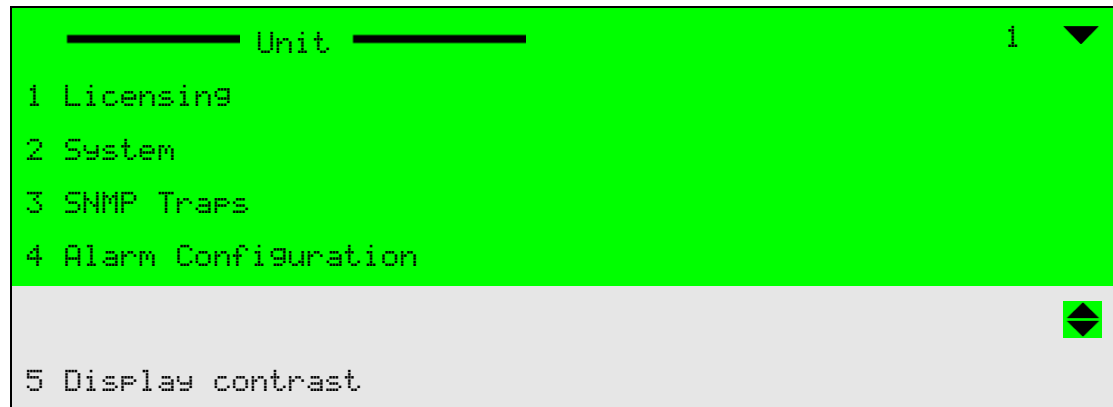 Unit 1
1 Licensing
2 System
3 SNMP Traps
4 Alarm Configuration
5 Display contrast